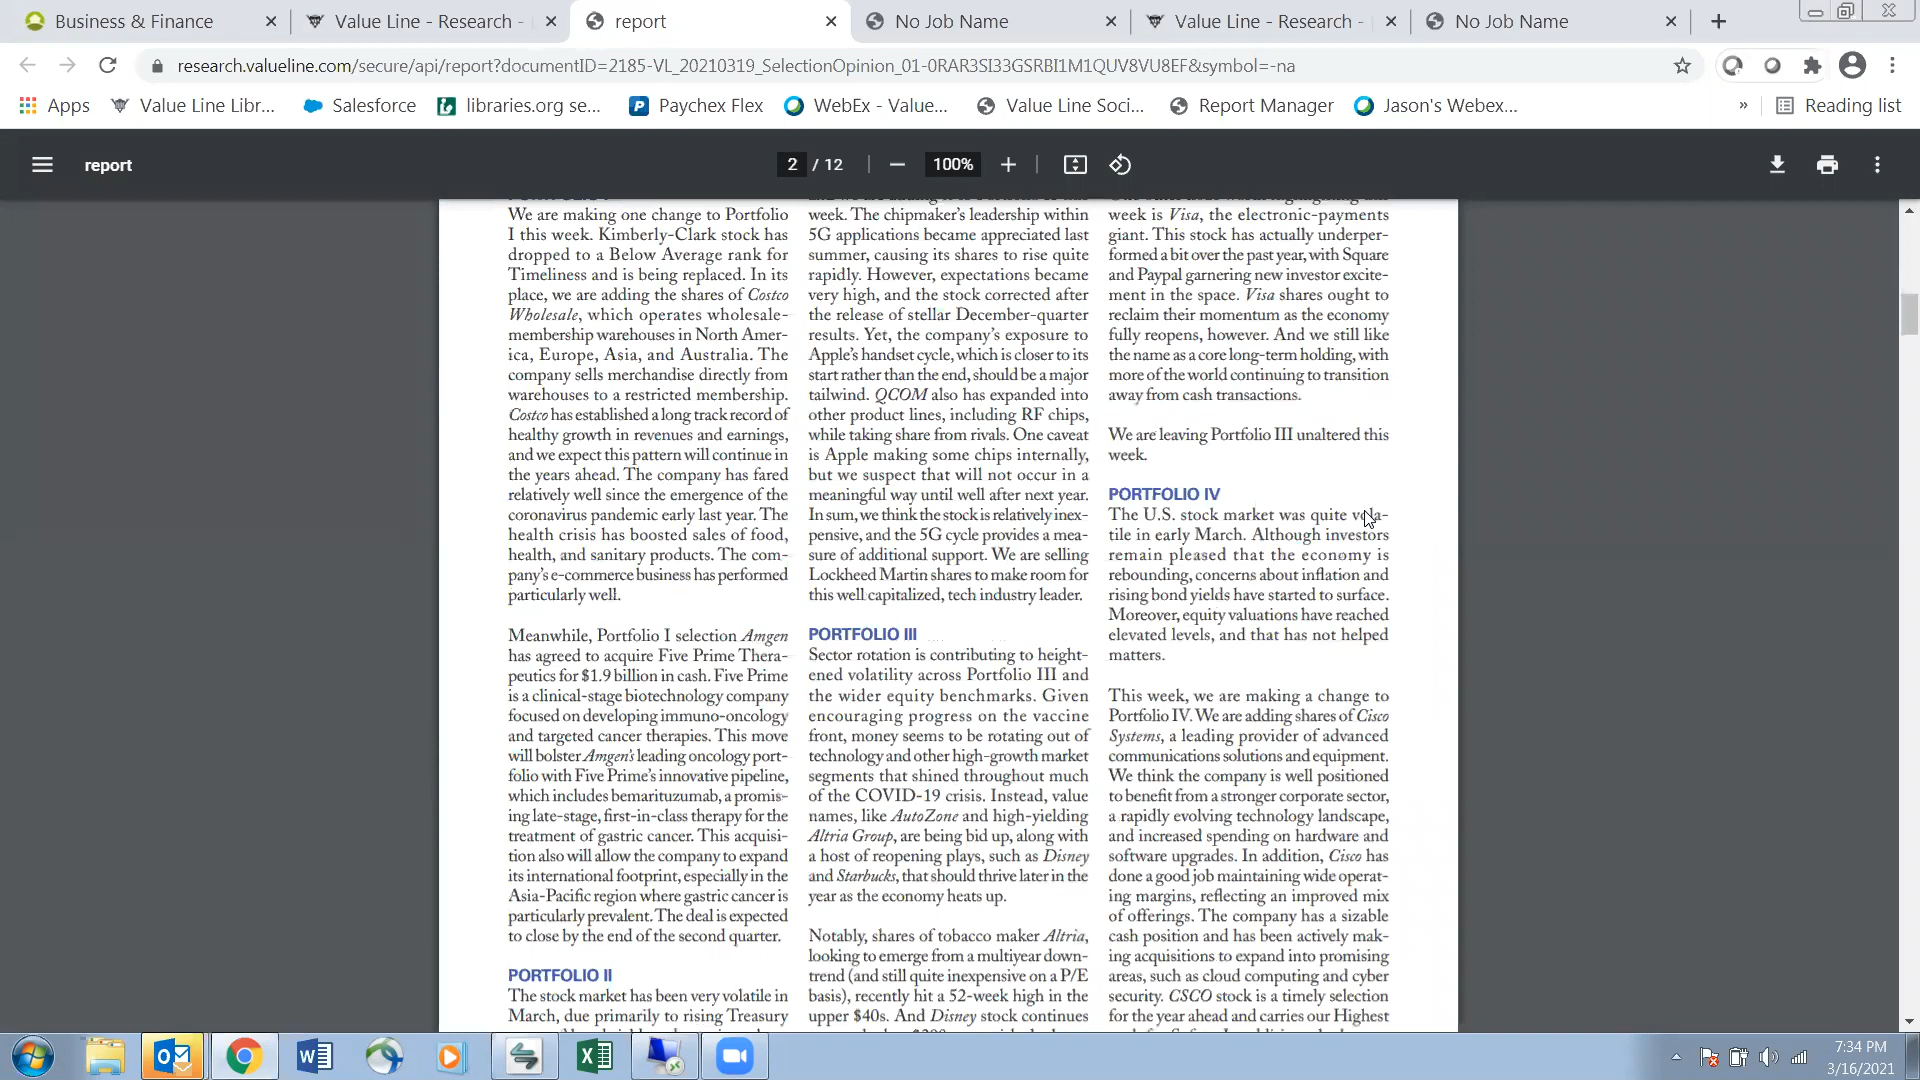 Business & Finance
Value Line - Research -
report
No Job Name
Value Line - Research -
No Job Name
research.valueline.com/secure/api/report?documentID=2185-VL_20210319_SelectionOpinion_01-0RAR3SI33GSRBI1M1QUV8VU8EF&symbol=-na
Apps
Value Line Libr...
Salesforce
libraries.org se...
Paychex Flex
WebEx - Value...
Value Line Soci...
Report Manager
Jason's Webex...
»
Reading list
report
2 / 12
100%
We are making one change to Portfolio
I this week. Kimberly-Clark stock has
dropped to a Below Average rank for
Timeliness and is being replaced. In its
place, we are adding the shares of Costco
Wholesale, which operates wholesale-
membership warehouses in North Amer-
ica, Europe, Asia, and Australia. The
company sells merchandise directly from
warehouses to a restricted membership.
Costco has established a long track record of
healthy growth in revenues and earnings,
and we expect this pattern will continue in
the years ahead. The company has fared
relatively well since the emergence of the
coronavirus pandemic early last year. The
health crisis has boosted sales of food,
health, and sanitary products. The com-
pany's e-commerce business has performed
particularly well.
Meanwhile, Portfolio I selection Amgen
has agreed to acquire Five Prime Thera-
peutics for $1.9 billion in cash. Five Prime
is a clinical-stage biotechnology company
focused on developing immuno-oncology
and targeted cancer therapies. This move
will bolster Amgen's leading oncology port-
folio with Five Prime's innovative pipeline,
which includes bemarituzumab, a promis-
ing late-stage, first-in-class therapy for the
treatment of gastric cancer. This acquisi-
tion also will allow the company to expand
its international footprint, especially in the
Asia-Pacific region where gastric cancer is
particularly prevalent. The deal is expected
to close by the end of the second quarter.
PORTFOLIO II
The stock market has been very volatile in
March, due primarily to rising Treasury
week. The chipmaker's leadership within
5G applications became appreciated last
summer, causing its shares to rise quite
rapidly. However, expectations became
very high, and the stock corrected after
the release of stellar December-quarter
results. Yet, the company's exposure to
Apple's handset cycle, which is closer to its
start rather than the end, should be a major
tailwind. QCOM also has expanded into
other product lines, including RF chips,
while taking share from rivals. One caveat
is Apple making some chips internally,
but we suspect that will not occur in a
meaningful way until well after next year.
In sum, we think the stock is relatively inex-
pensive, and the 5G cycle provides a mea-
sure of additional support. We are selling
Lockheed Martin shares to make room for
this well capitalized, tech industry leader.
PORTFOLIO III
Sector rotation is contributing to height-
ened volatility across Portfolio III and
the wider equity benchmarks. Given
encouraging progress on the vaccine
front, money seems to be rotating out of
technology and other high-growth market
segments that shined throughout much
of the COVID-19 crisis. Instead, value
names, like AutoZone and high-yielding
Altria Group, are being bid up, along with
a host of reopening plays, such as Disney
and Starbucks, that should thrive later in the
year as the economy heats up.
Notably, shares of tobacco maker Altria,
looking to emerge from a multiyear down-
trend (and still quite inexpensive on a P/E
basis), recently hit a 52-week high in the
upper $40s. And Disney stock continues
week is Visa, the electronic-payments
giant. This stock has actually underper-
formed a bit over the past year, with Square
and Paypal garnering new investor excite-
ment in the space. Visa shares ought to
reclaim their momentum as the economy
fully reopens, however. And we still like
the name as a core long-term holding, with
more of the world continuing to transition
away from cash transactions.
We are leaving Portfolio III unaltered this
week.
PORTFOLIO IV
The U.S. stock market was quite vola-
tile in early March. Although investors
remain pleased that the economy is
rebounding, concerns about inflation and
rising bond yields have started to surface.
Moreover, equity valuations have reached
elevated levels, and that has not helped
matters.
This week, we are making a change to
Portfolio IV. We are adding shares of Cisco
Systems, a leading provider of advanced
communications solutions and equipment.
We think the company is well positioned
to benefit from a stronger corporate sector,
a rapidly evolving technology landscape,
and increased spending on hardware and
software upgrades. In addition, Cisco has
done a good job maintaining wide operat-
ing margins, reflecting an improved mix
of offerings. The company has a sizable
cash position and has been actively mak-
ing acquisitions to expand into promising
areas, such as cloud computing and cyber
security. CSCO stock is a timely selection
for the year ahead and carries our Highest
7:34 PM
3/16/2021